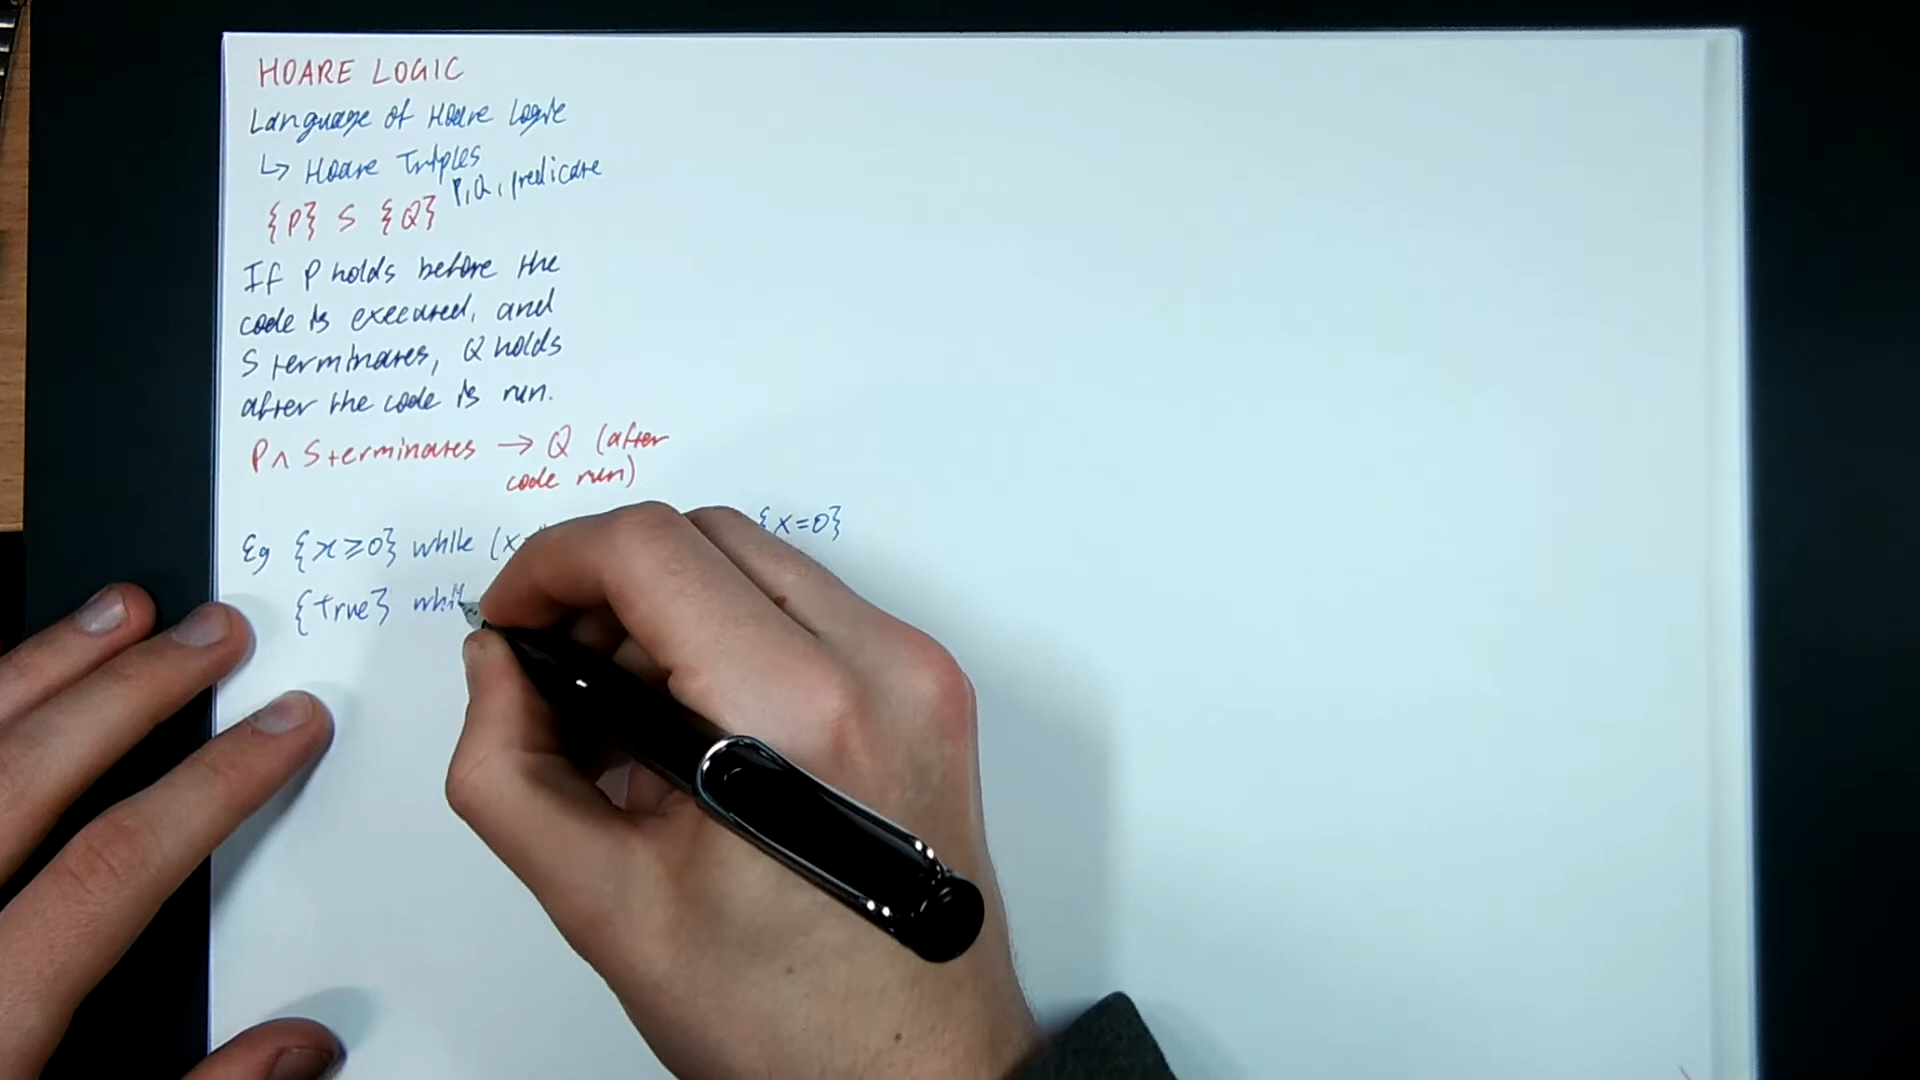 HOARE LOGIC
Language of Hoare Logic
↳ Hoare Triples
{P} S {Q} P, Q, predicate
If P holds before the
code is executed, and
S terminates, Q holds
after the code is run.
P ∧ S terminates → Q (after
code run)
Eg {x≥0} while (x {x=0}
{true} whil